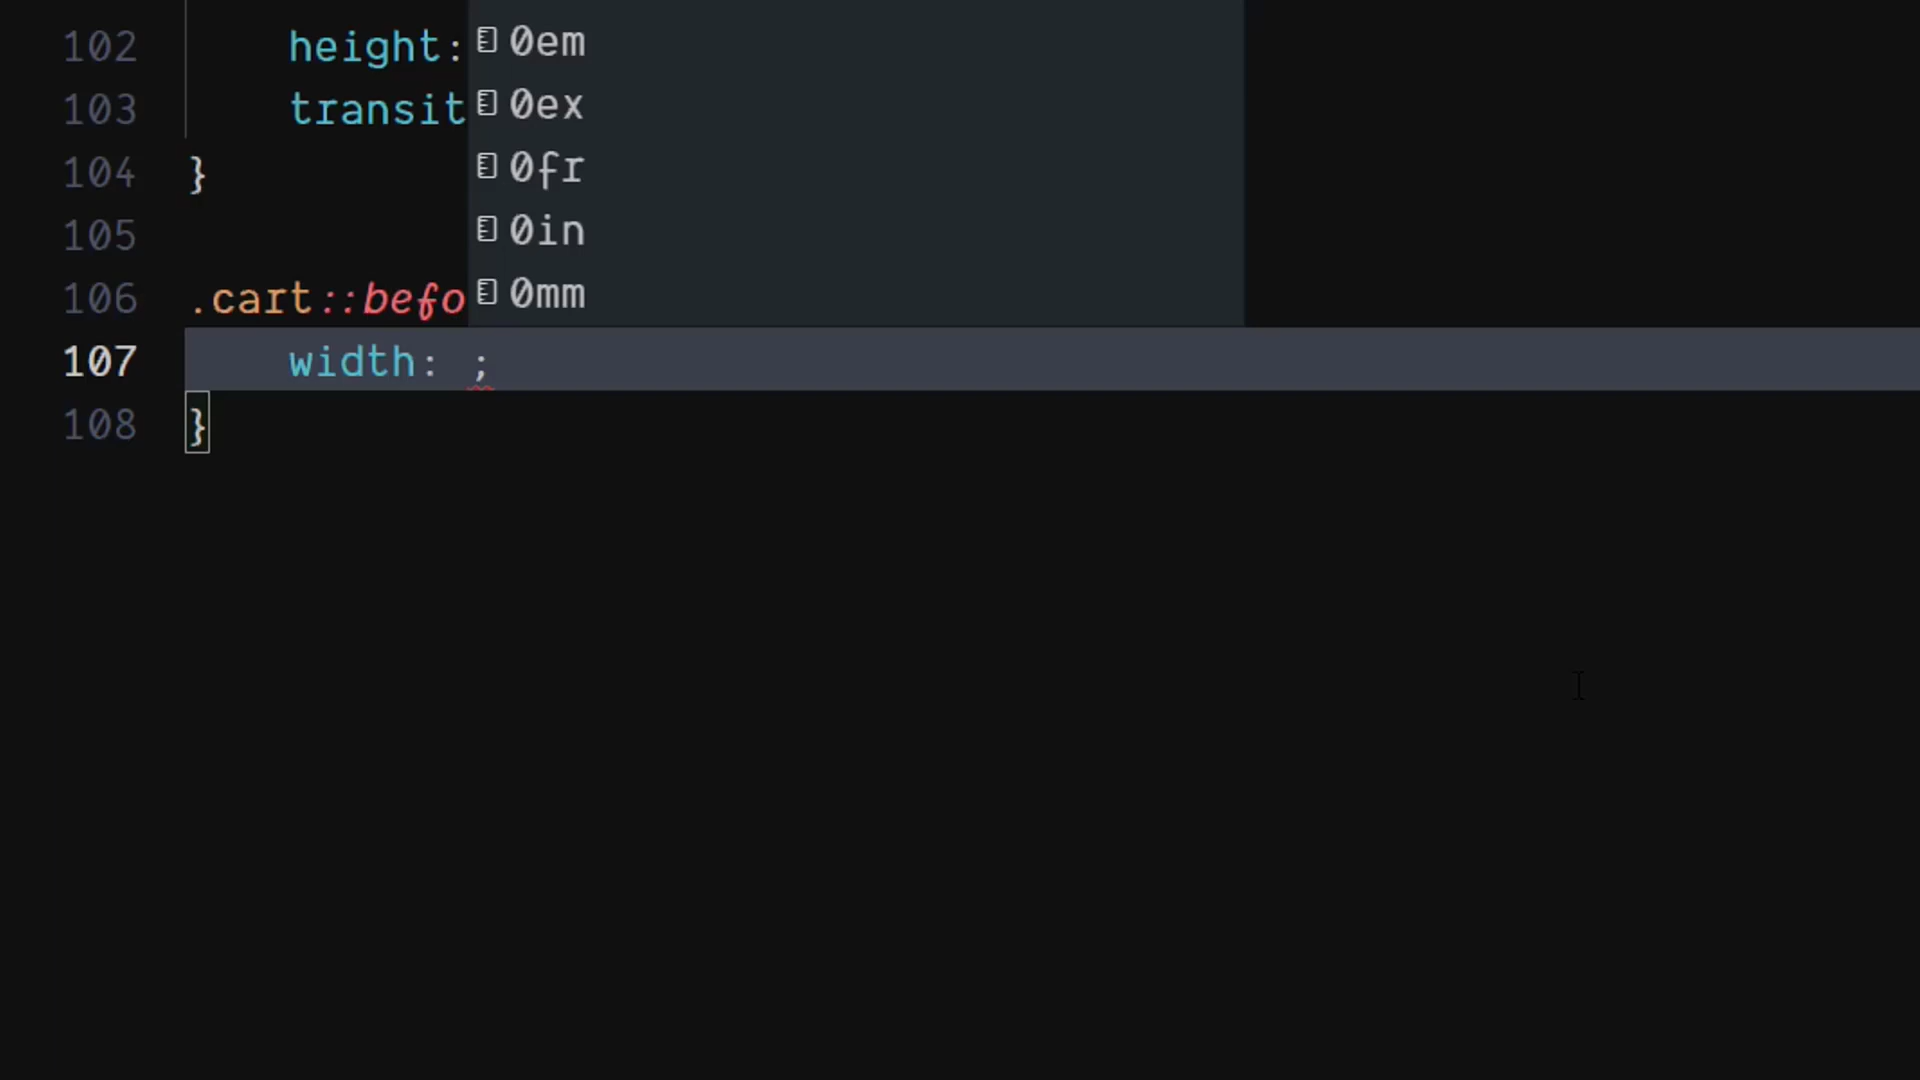 102 height: 0em
103 transit 0ex
104 } 0fr
105 0in
106 .cart::befo 0mm
107 width: ;
108 }